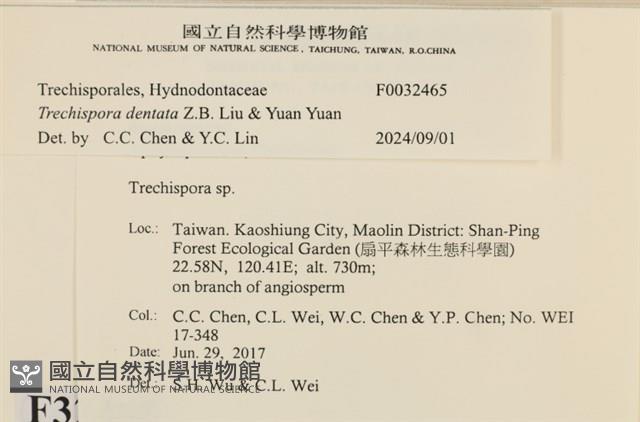 國立自然科學博物館
NATIONAL MUSEUM OF NATURAL SCIENCE, TAICHUNG, TAIWAN, R.O.CHINA
Trechisporales, Hydnodontaceae F0032465
Trechispora dentata Z.B. Liu & Yuan Yuan
Det. by C.C. Chen & Y.C. Lin 2024/09/01
Trechispora sp.
Loc.: Taiwan. Kaoshiung City, Maolin District: Shan-Ping
Forest Ecological Garden (扇平森林生態科學園)
22.58N, 120.41E; alt. 730m;
on branch of angiosperm
Col.: C.C. Chen, C.L. Wei, W.C. Chen & Y.P. Chen; No. WEI
17-348
Date: Jun. 29, 2017
Det.: S.H. Wu & C.L. Wei
國立自然科學博物館
NATIONAL MUSEUM OF NATURAL SCIENCE